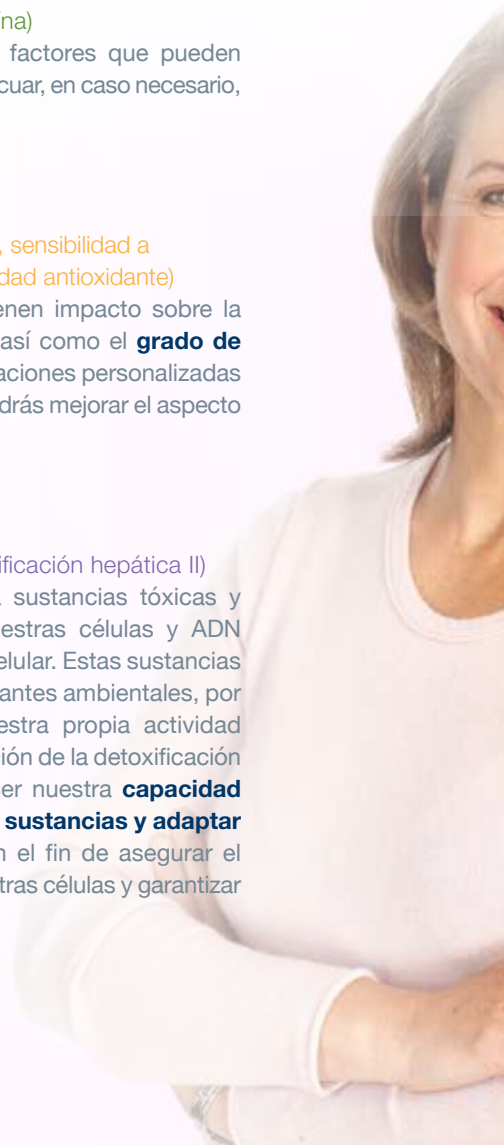 na)
factores que pueden
cuar, en caso necesario,
, sensibilidad a
dad antioxidante)
enen impacto sobre la
así como el grado de
aciones personalizadas
drás mejorar el aspecto
ificación hepática II)
sustancias tóxicas y
estras células y ADN
elular. Estas sustancias
antes ambientales, por
estra propia actividad
sión de la detoxificación
er nuestra capacidad
sustancias y adaptar
n el fin de asegurar el
tras células y garantizar